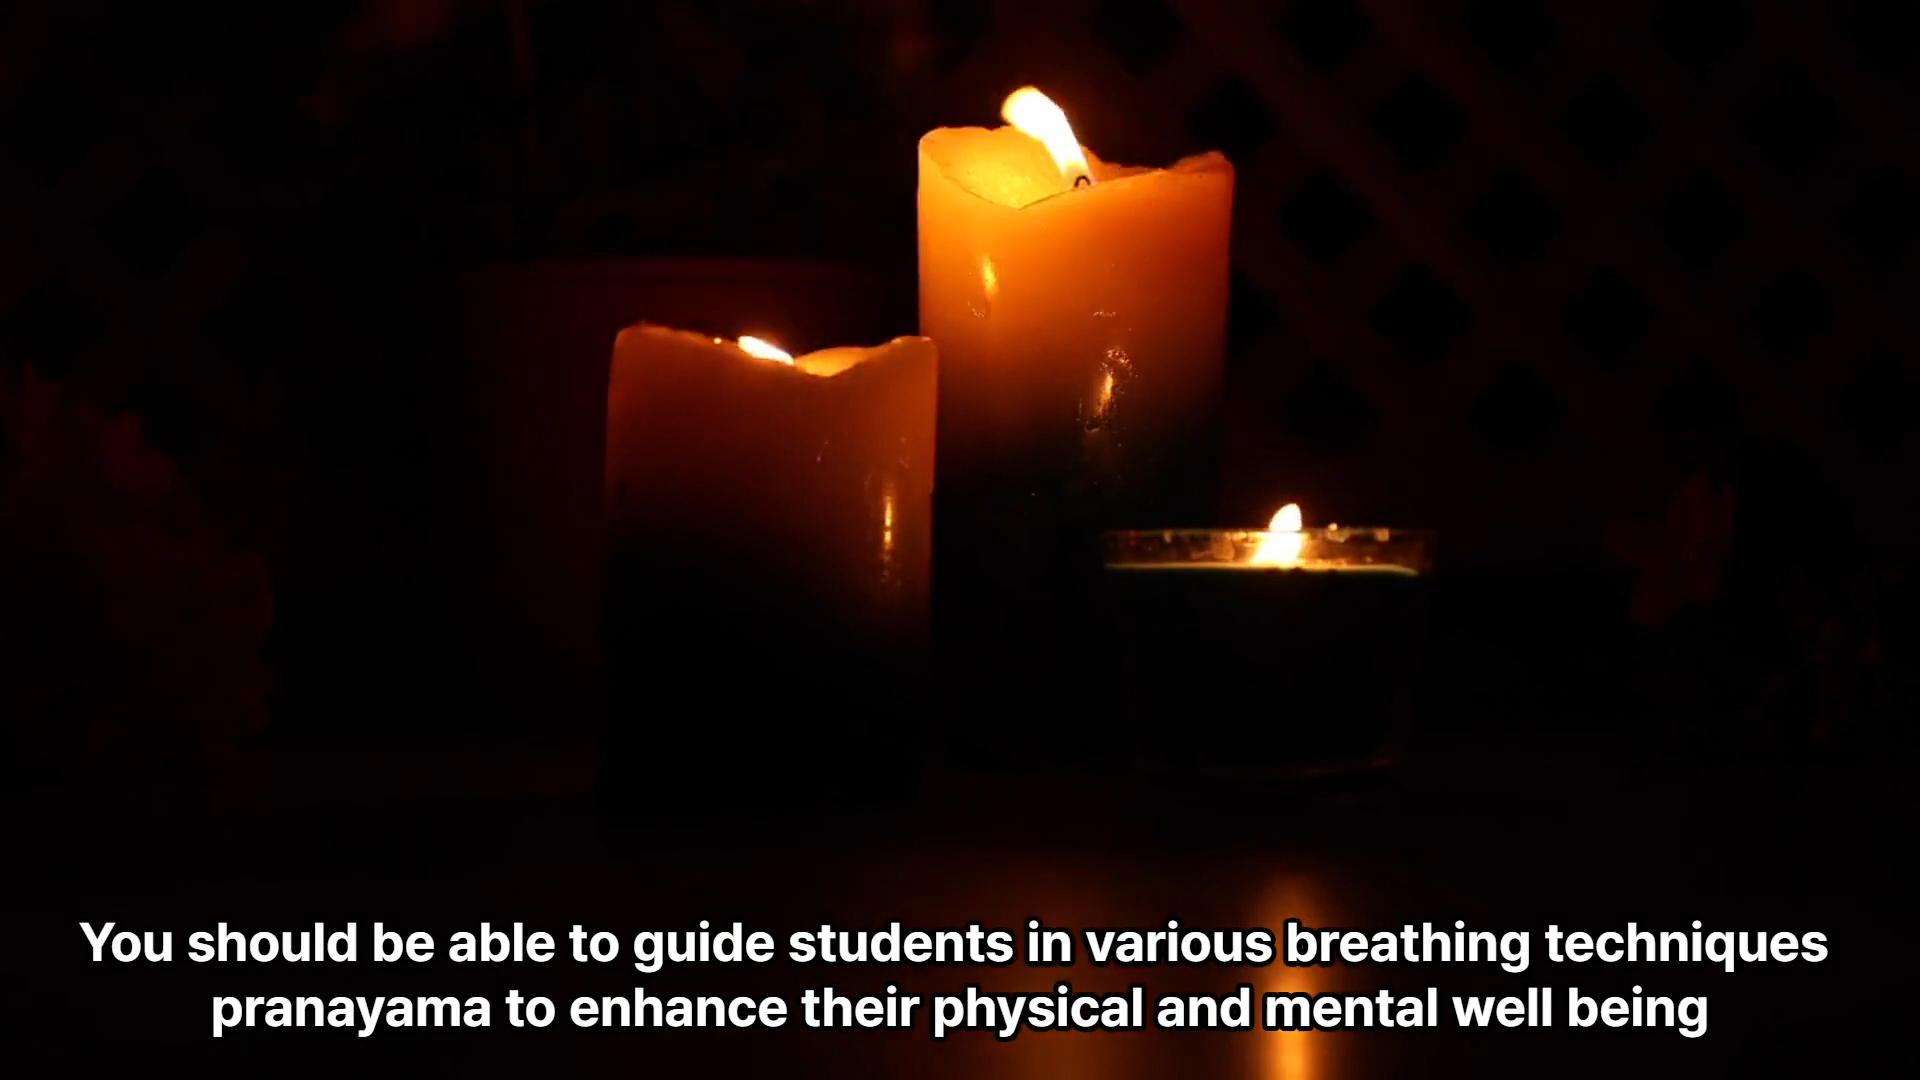 You should be able to guide students in various breathing techniques
pranayama to enhance their physical and mental well being